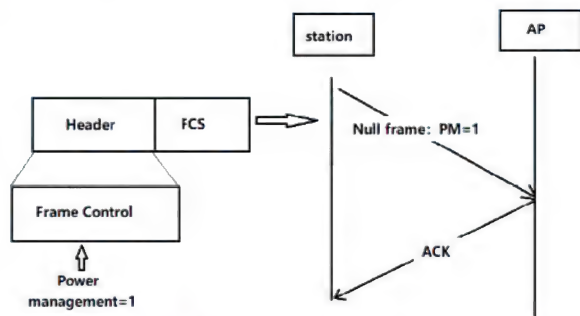 station
AP
Header
FCS
Null frame: PM=1
Frame Control
ACK
Power
management=1